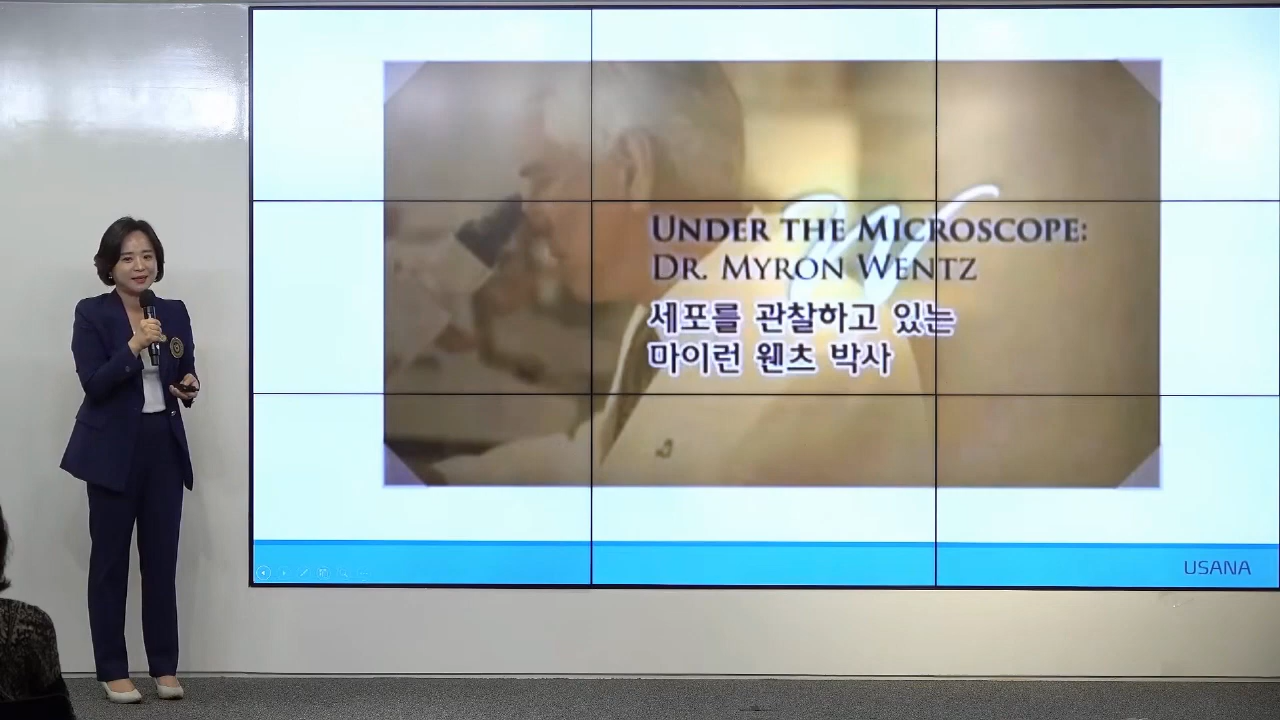 UNDER THE MICROSCOPE:
DR. MYRON WENTZ
세포를 관찰하고 있는
마이런 웬츠 박사
USANA